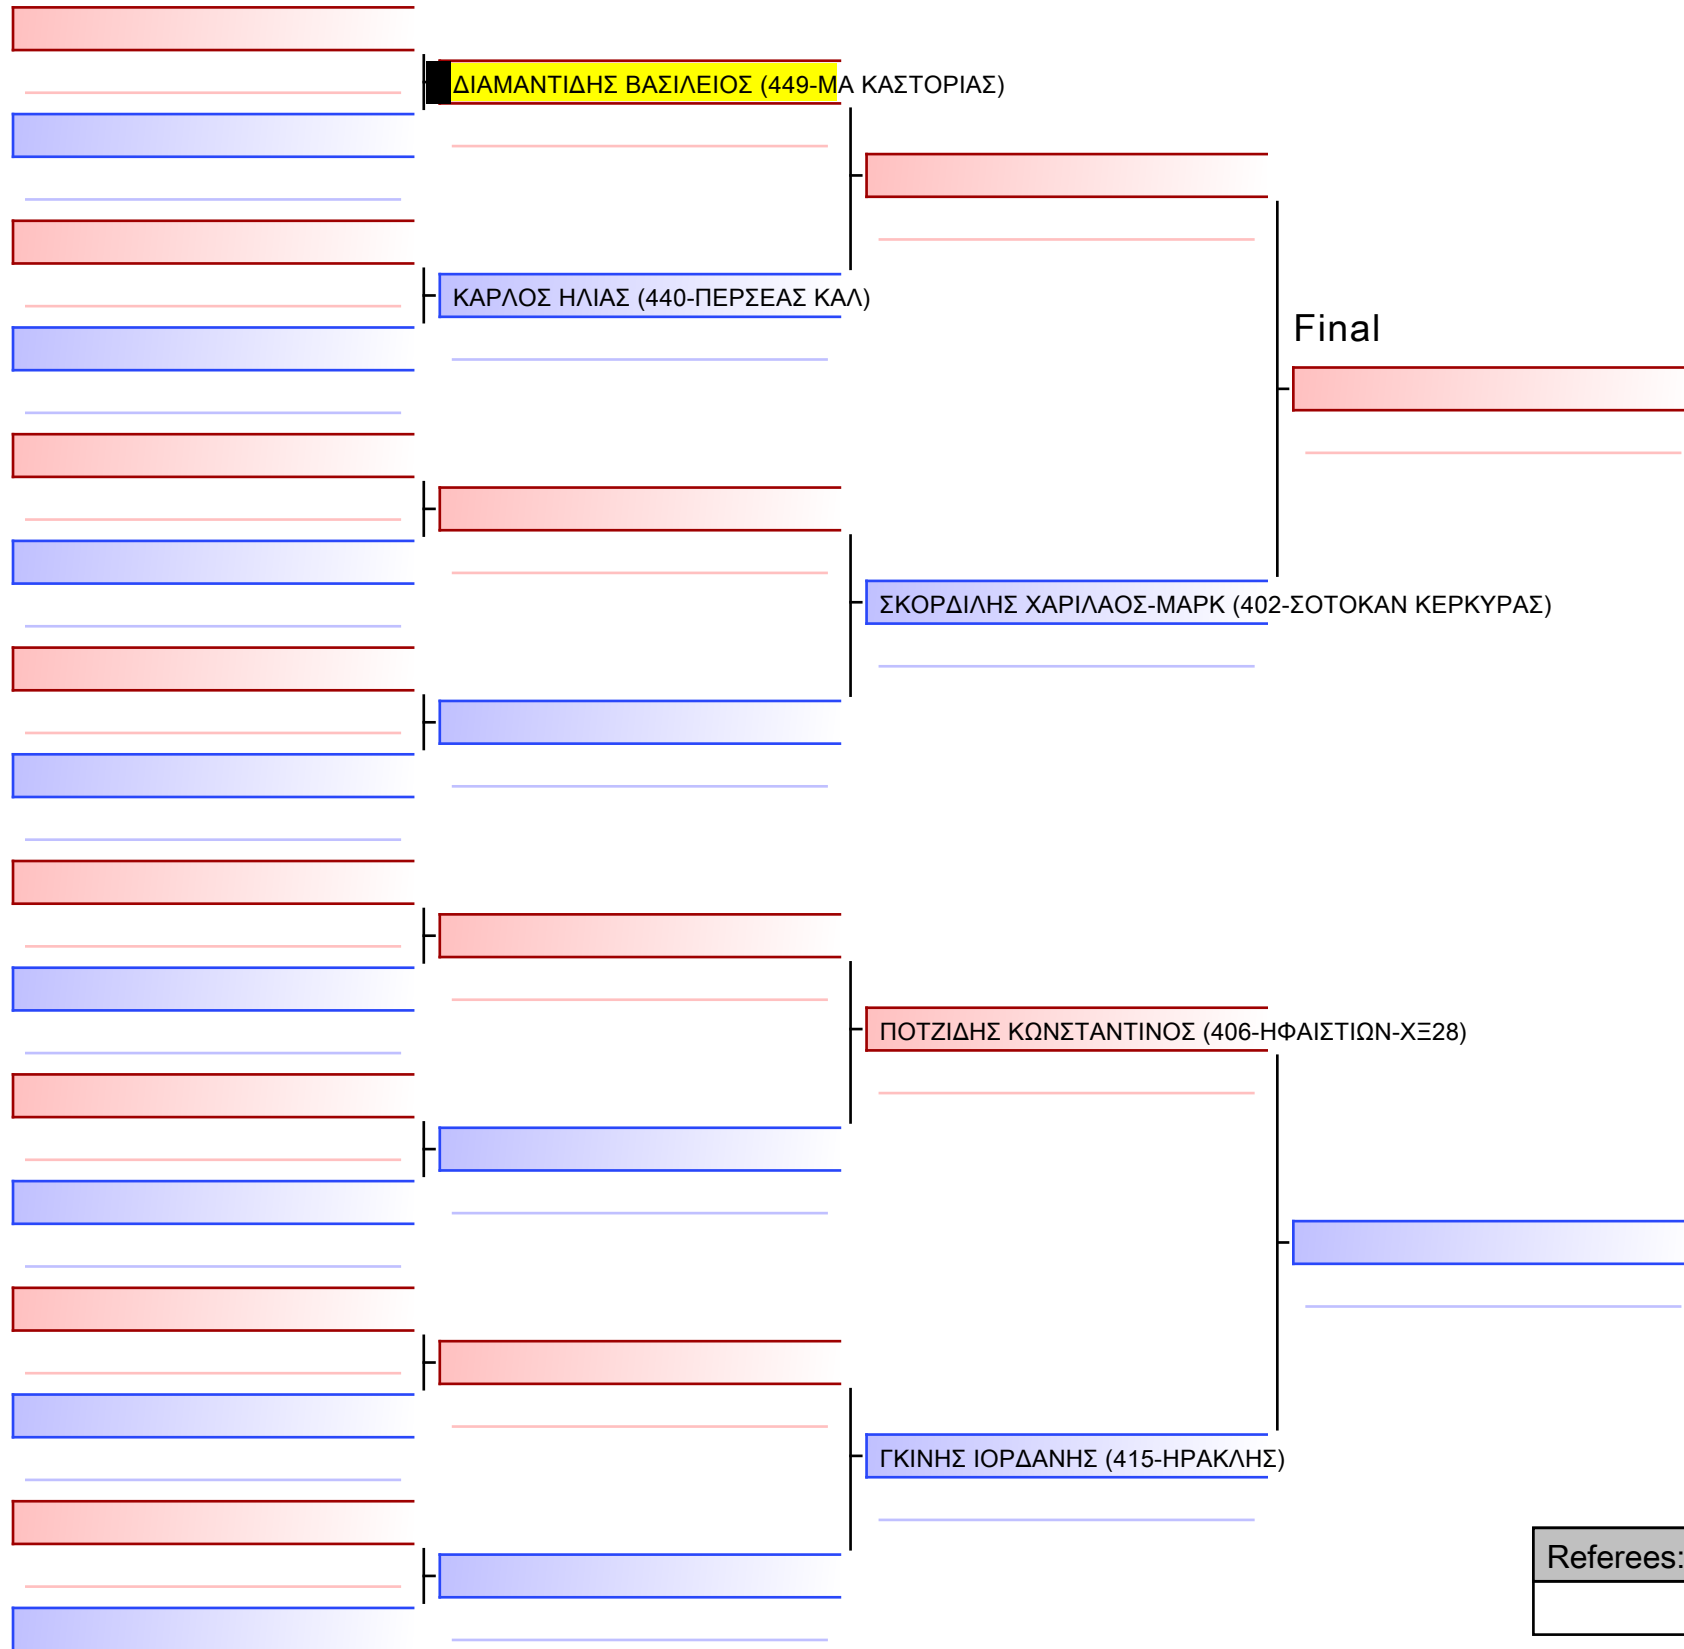 ΔΙΑΜΑΝΤΙΔΗΣ ΒΑΣΙΛΕΙΟΣ (449-ΜΑ ΚΑΣΤΟΡΙΑΣ)
ΚΑΡΛΟΣ ΗΛΙΑΣ (440-ΠΕΡΣΕΑΣ ΚΑΛ)
Final
ΣΚΟΡΔΙΛΗΣ ΧΑΡΙΛΑΟΣ-ΜΑΡΚ (402-ΣΟΤΟΚΑΝ ΚΕΡΚΥΡΑΣ)
ΠΟΤΖΙΔΗΣ ΚΩΝΣΤΑΝΤΙΝΟΣ (406-ΗΦΑΙΣΤΙΩΝ-ΧΞ28)
ΓΚΙΝΗΣ ΙΟΡΔΑΝΗΣ (415-ΗΡΑΚΛΗΣ)
Referees: